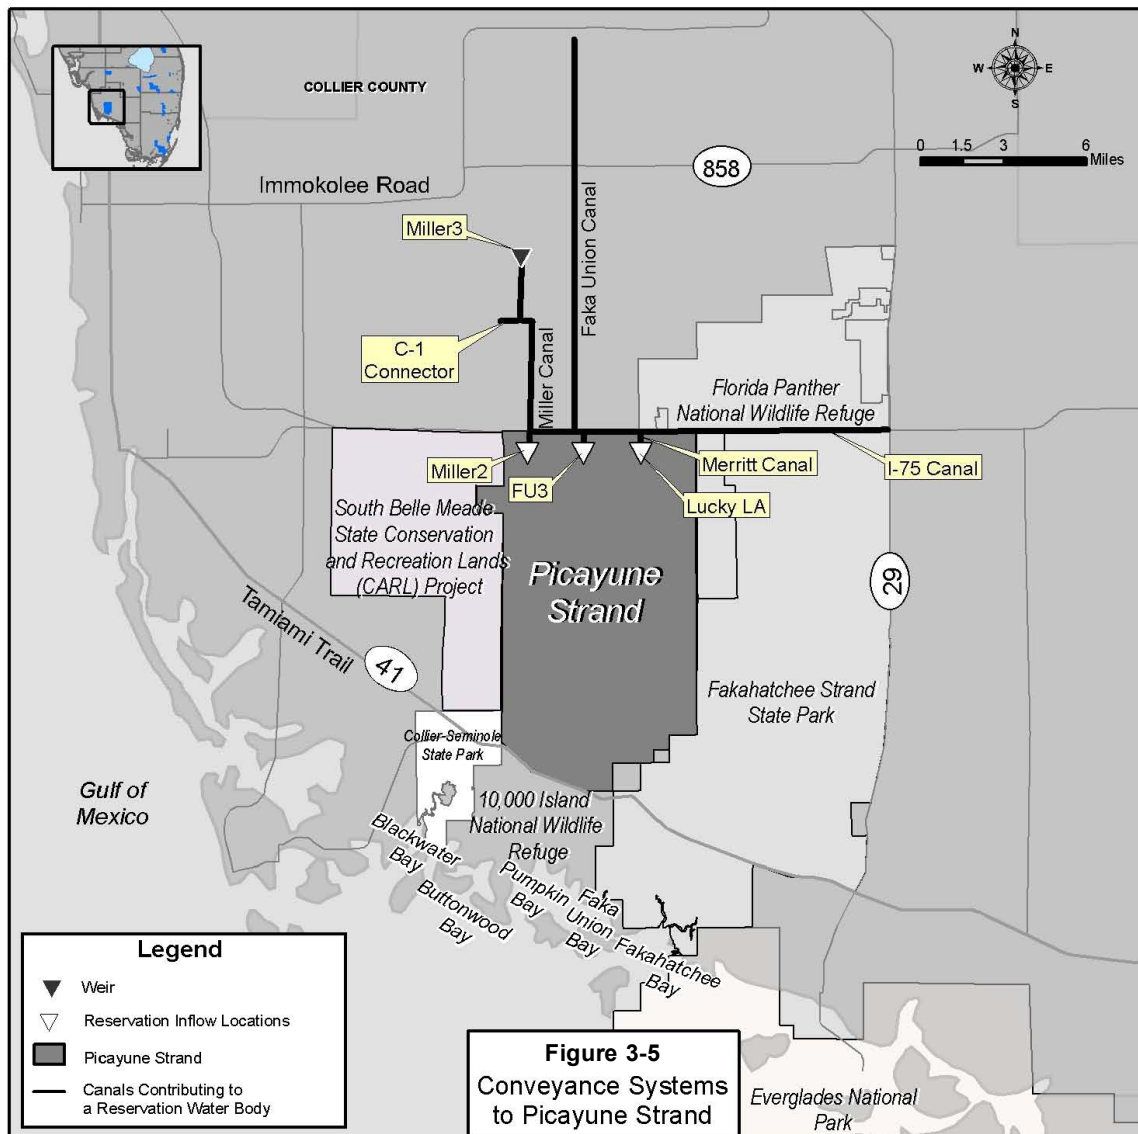 COLLIER COUNTY
N
W
E
S
0 1.5 3 6
Miles
858
Immokolee Road
Miller3
Faka Union Canal
C-1
Connector
Miller Canal
Florida Panther
National Wildlife Refuge
Miller2
FU3
Merritt Canal
Lucky LA
I-75 Canal
South Belle Meade
State Conservation
and Recreation Lands
(CARL) Project
Picayune
Strand
29
Tamiami Trail
41
Fakahatchee Strand
State Park
Collier-Seminole
State Park
Gulf of
Mexico
10,000 Island
National Wildlife
Refuge
Blackwater
Bay
Buttonwood
Bay
Pumpkin
Bay
Faka
Union
Bay
Fakahatchee
Bay
Legend
Weir
Reservation Inflow Locations
Picayune Strand
Canals Contributing to
a Reservation Water Body
Figure 3-5
Conveyance Systems
to Picayune Strand
Everglades National
Park